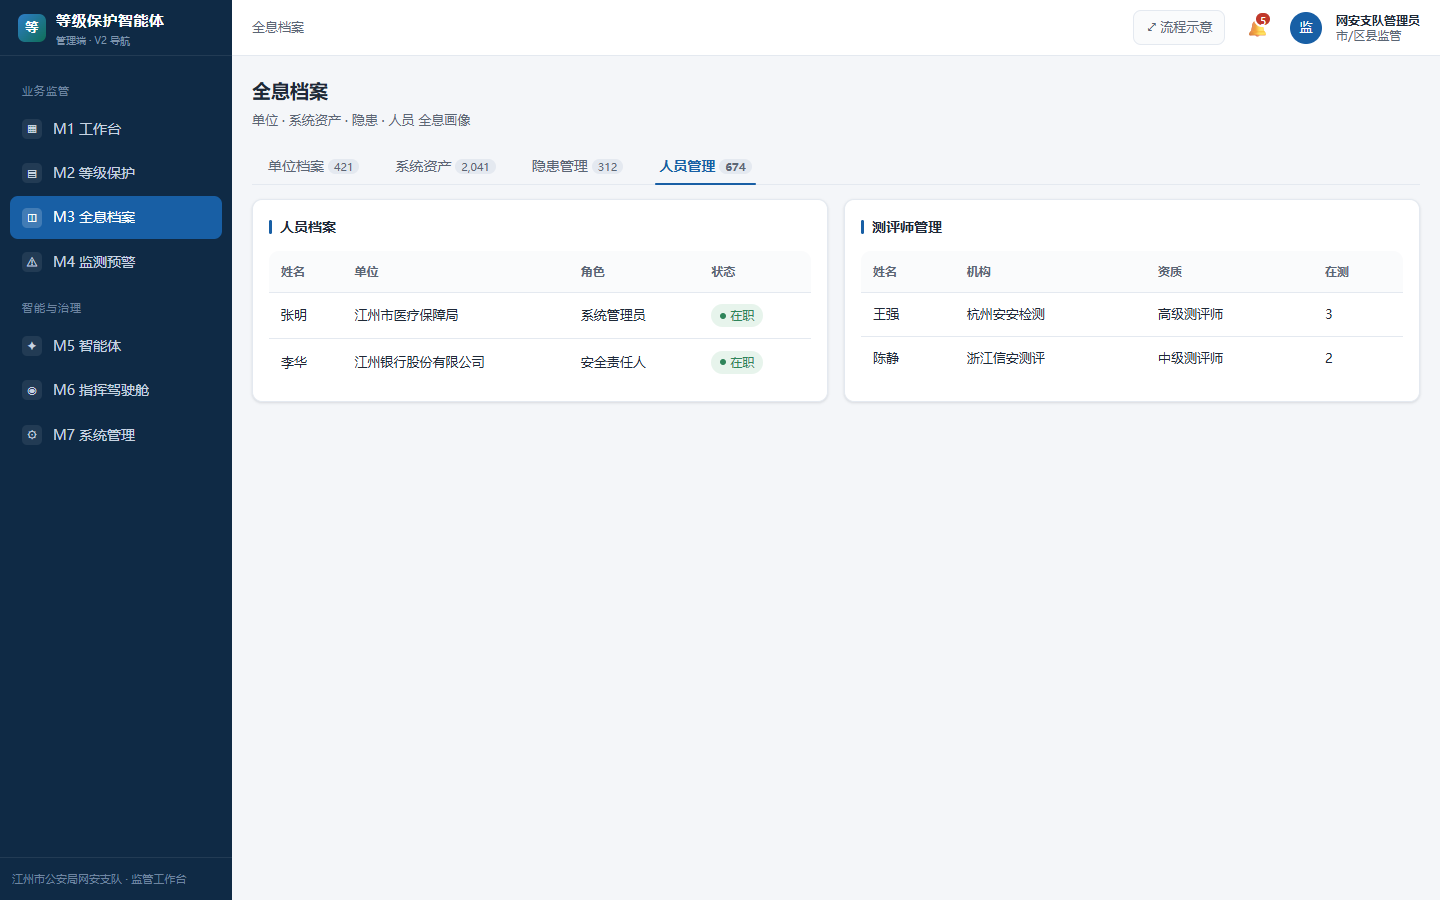 等
等级保护智能体
管理端 · V2 导航
业务监管
M1 工作台
M2 等级保护
M3 全息档案
M4 监测预警
智能与治理
M5 智能体
M6 指挥驾驶舱
M7 系统管理
江州市公安局网安支队 · 监管工作台
全息档案
流程示意
5
监
网安支队管理员
市/区县监管
全息档案
单位 · 系统资产 · 隐患 · 人员 全息画像
单位档案 421
系统资产 2,041
隐患管理 312
人员管理 674
人员档案
姓名 单位 角色 状态
张明 江州市医疗保障局 系统管理员 在职
李华 江州银行股份有限公司 安全责任人 在职
测评师管理
姓名 机构 资质 在测
王强 杭州安安检测 高级测评师 3
陈静 浙江信安测评 中级测评师 2